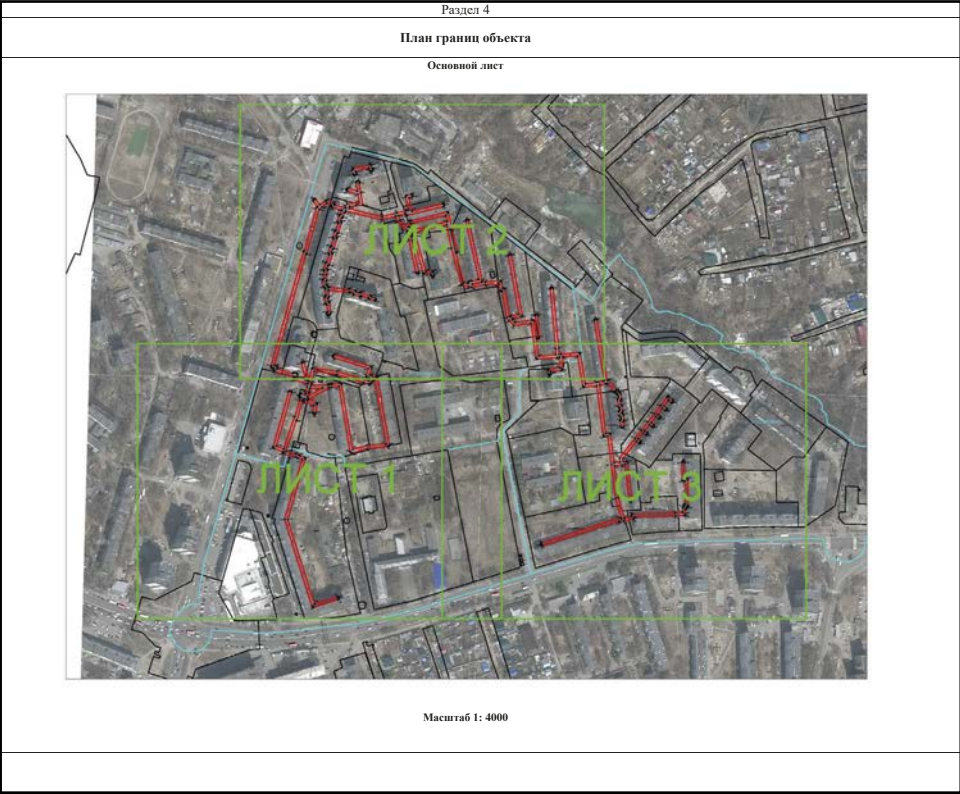 Раздел 4
План границ объекта
Основной лист
ЛИСТ 2
ЛИСТ 1
ЛИСТ 3
Масштаб 1: 4000